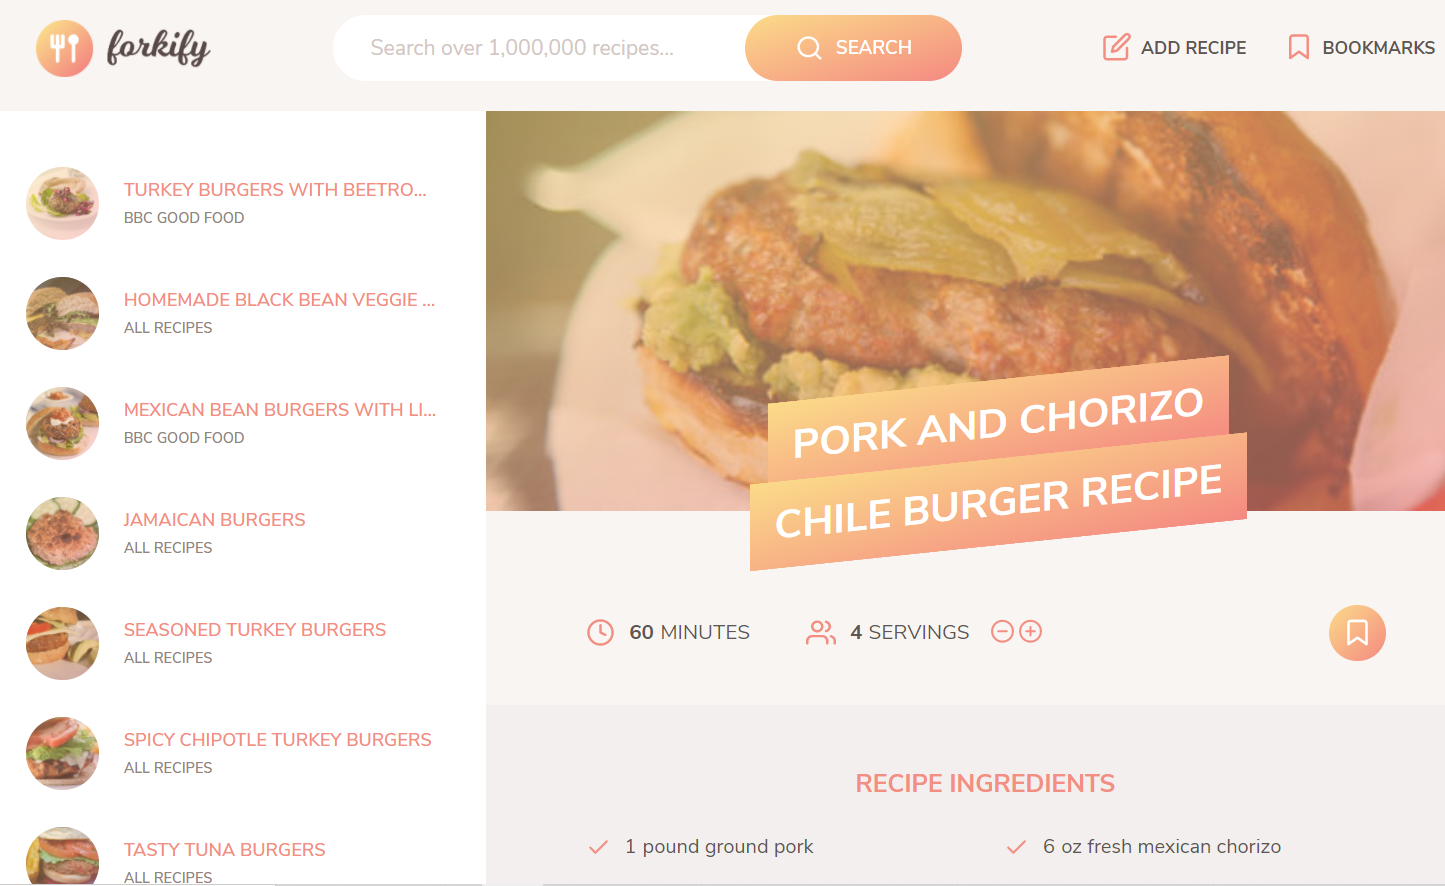 forkify
Search over 1,000,000 recipes...
SEARCH
ADD RECIPE
BOOKMARKS
TURKEY BURGERS WITH BEETRO...
BBC GOOD FOOD
HOMEMADE BLACK BEAN VEGGIE ...
ALL RECIPES
MEXICAN BEAN BURGERS WITH LI...
BBC GOOD FOOD
JAMAICAN BURGERS
ALL RECIPES
SEASONED TURKEY BURGERS
ALL RECIPES
SPICY CHIPOTLE TURKEY BURGERS
ALL RECIPES
TASTY TUNA BURGERS
ALL RECIPES
PORK AND CHORIZO
CHILE BURGER RECIPE
60 MINUTES
4 SERVINGS
RECIPE INGREDIENTS
1 pound ground pork
6 oz fresh mexican chorizo